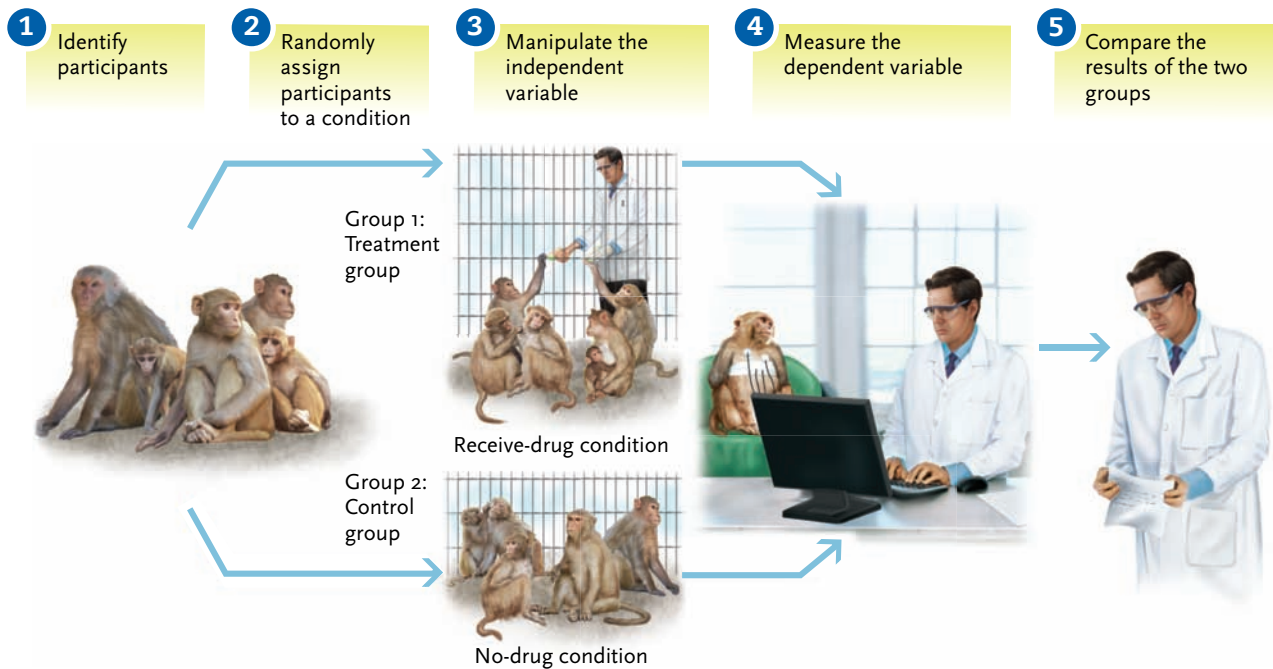 1
Identify
participants
2
Randomly
assign
participants
to a condition
3
Manipulate the
independent
variable
4
Measure the
dependent variable
5
Compare the
results of the two
groups
Group 1:
Treatment
group
Receive-drug condition
Group 2:
Control
group
No-drug condition